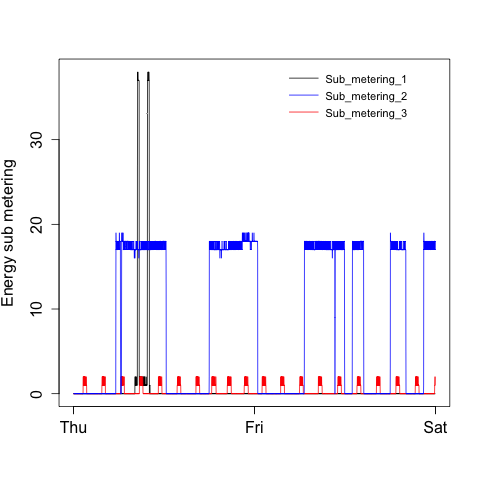 Sub_metering_1
Sub_metering_2
Sub_metering_3
Energy sub metering
30
20
10
0
Thu Fri Sat